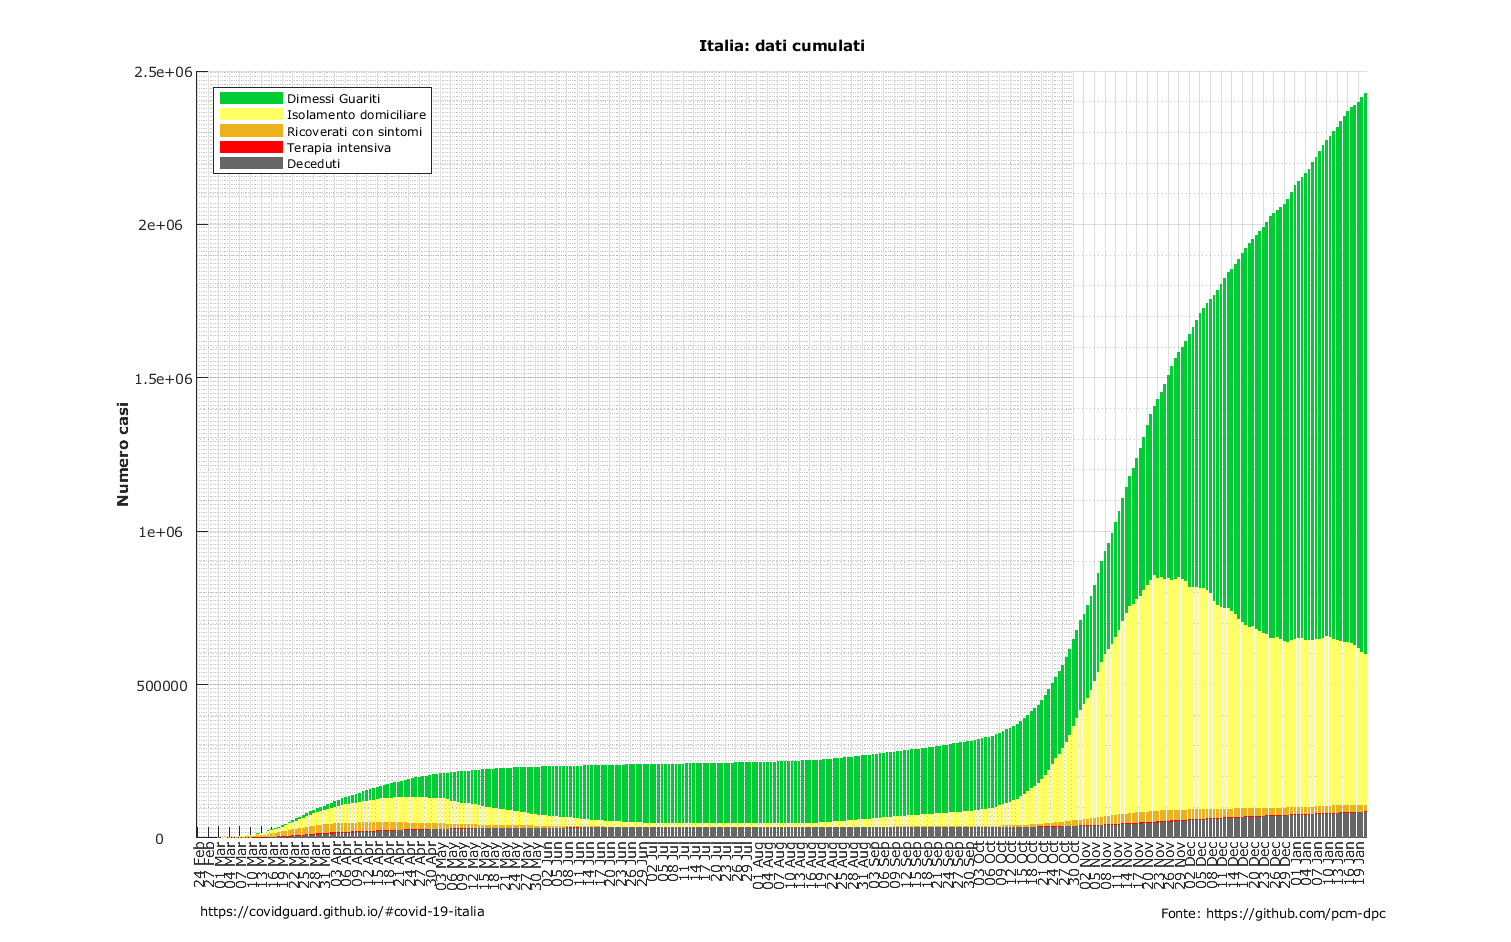 Italia: dati cumulati
2.5e+06
2e+06
1.5e+06
1e+06
500000
0
Numero casi
Dimessi Guariti
Isolamento domiciliare
Ricoverati con sintomi
Terapia intensiva
Deceduti
24 Feb
27 Feb
01 Mar
04 Mar
07 Mar
10 Mar
13 Mar
16 Mar
19 Mar
22 Mar
25 Mar
28 Mar
31 Mar
03 Apr
06 Apr
09 Apr
12 Apr
15 Apr
18 Apr
21 Apr
24 Apr
27 Apr
30 Apr
03 May
06 May
09 May
12 May
15 May
18 May
21 May
24 May
27 May
30 May
02 Jun
05 Jun
08 Jun
11 Jun
14 Jun
17 Jun
20 Jun
23 Jun
26 Jun
29 Jun
02 Jul
05 Jul
08 Jul
11 Jul
14 Jul
17 Jul
20 Jul
23 Jul
26 Jul
29 Jul
01 Aug
04 Aug
07 Aug
10 Aug
13 Aug
16 Aug
19 Aug
22 Aug
25 Aug
28 Aug
31 Aug
03 Sep
06 Sep
09 Sep
12 Sep
15 Sep
18 Sep
21 Sep
24 Sep
27 Sep
30 Sep
03 Oct
06 Oct
09 Oct
12 Oct
15 Oct
18 Oct
21 Oct
24 Oct
27 Oct
30 Oct
02 Nov
05 Nov
08 Nov
11 Nov
14 Nov
17 Nov
20 Nov
23 Nov
26 Nov
29 Nov
02 Dec
05 Dec
08 Dec
11 Dec
14 Dec
17 Dec
20 Dec
23 Dec
26 Dec
29 Dec
01 Jan
04 Jan
07 Jan
10 Jan
13 Jan
16 Jan
19 Jan
https://covidguard.github.io/#covid-19-italia
Fonte: https://github.com/pcm-dpc